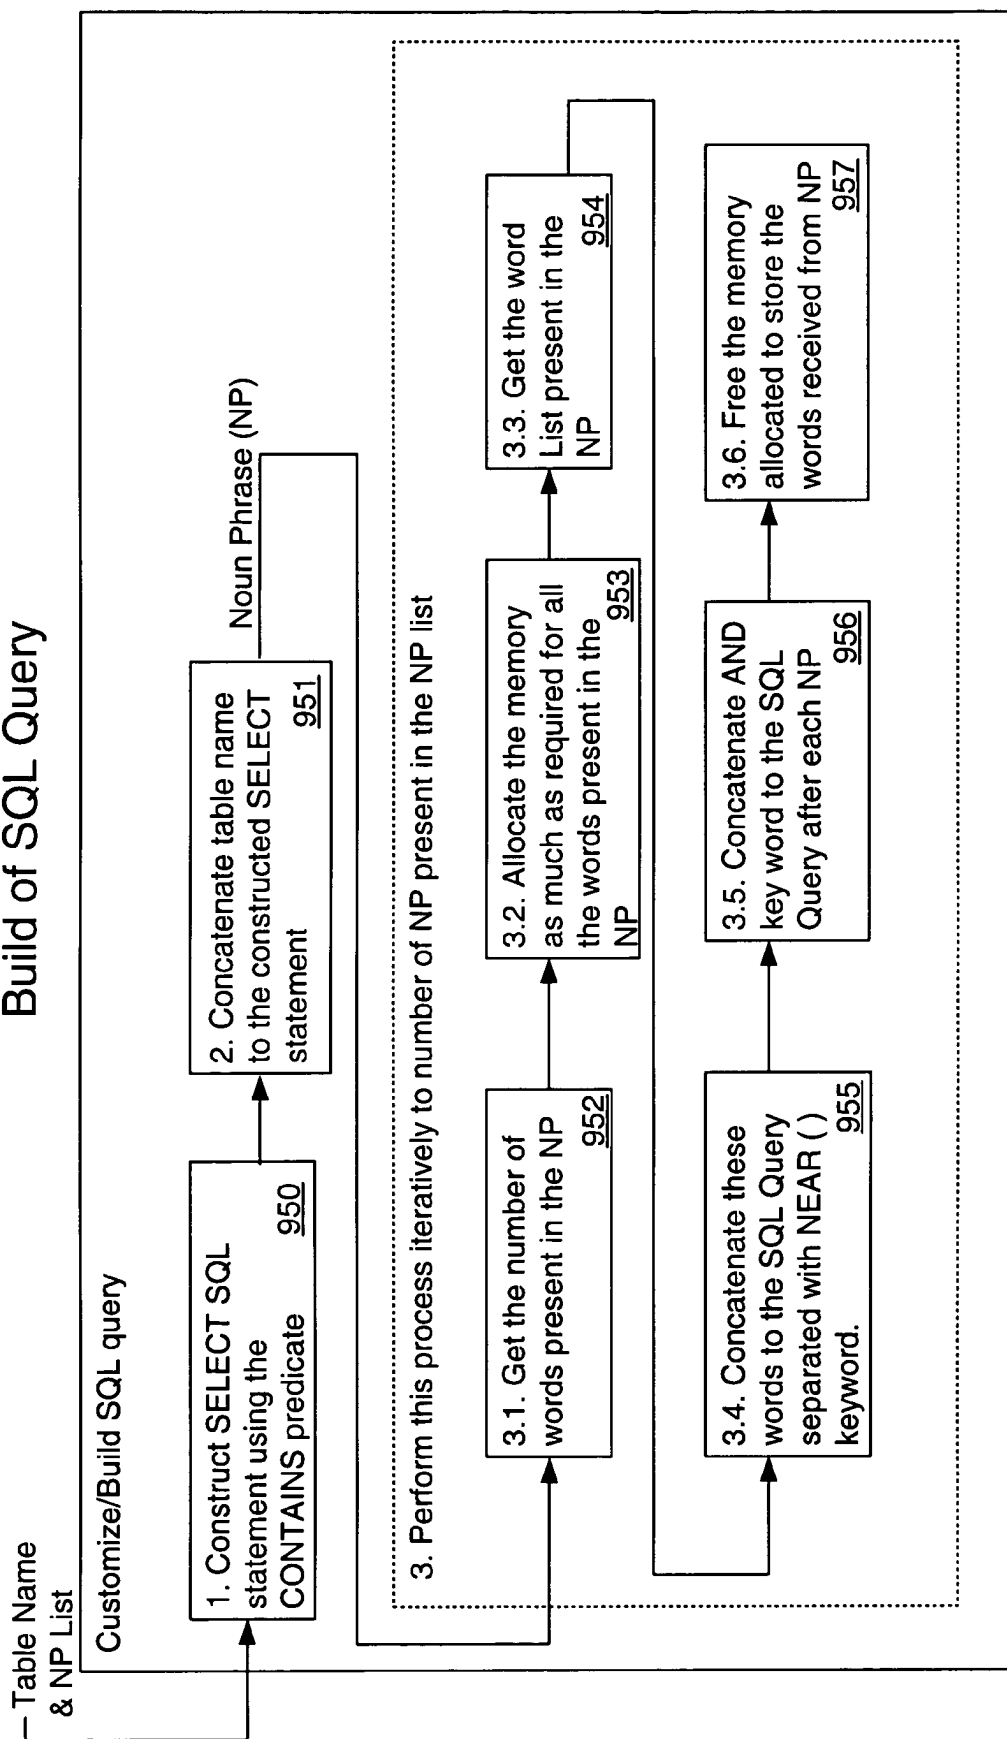 Build of SQL Query
Table Name
& NP List
Customize/Build SQL query
1. Construct SELECT SQL
statement using the
CONTAINS predicate
950
2. Concatenate table name
to the constructed SELECT
statement
951
Noun Phrase (NP)
3. Perform this process iteratively to number of NP present in the NP list
3.1. Get the number of
words present in the NP
952
3.2. Allocate the memory
as much as required for all
the words present in the
NP
953
3.3. Get the word
List present in the
NP
954
3.4. Concatenate these
words to the SQL Query
separated with NEAR ( )
keyword.
955
3.5. Concatenate AND
key word to the SQL
Query after each NP
956
3.6. Free the memory
allocated to store the
words received from NP
957